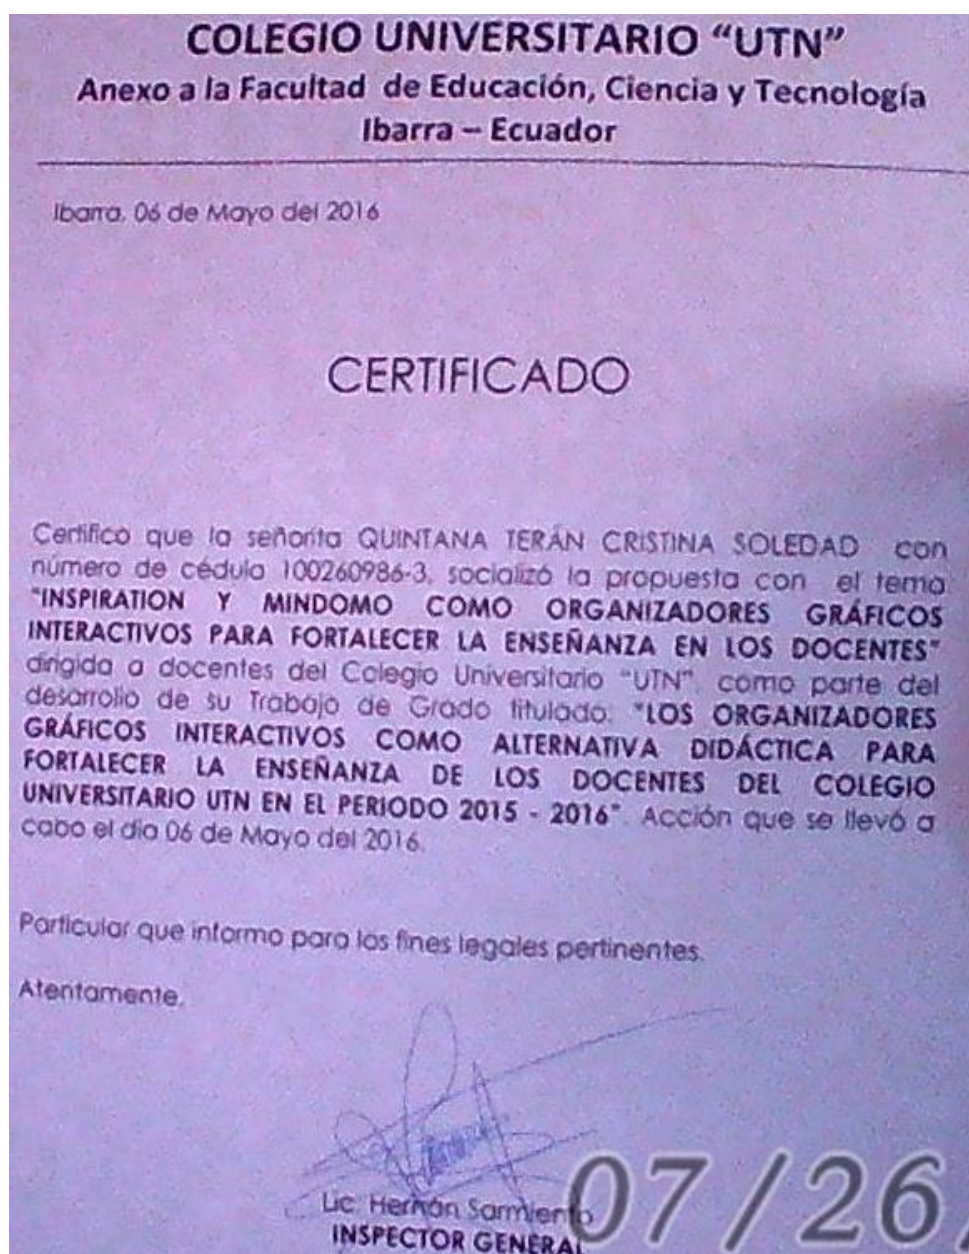 COLEGIO UNIVERSITARIO “UTN”
Anexo a la Facultad de Educación, Ciencia y Tecnología
Ibarra – Ecuador
Ibarra, 06 de Mayo del 2016
CERTIFICADO
Certifico que la señorita QUINTANA TERÁN CRISTINA SOLEDAD con
número de cédula 100260986-3, socializó la propuesta con el tema
"INSPIRATION Y MINDOMO COMO ORGANIZADORES GRÁFICOS
INTERACTIVOS PARA FORTALECER LA ENSEÑANZA EN LOS DOCENTES"
dirigida a docentes del Colegio Universitario "UTN", como parte del
desarrollo de su Trabajo de Grado titulado: "LOS ORGANIZADORES
GRÁFICOS INTERACTIVOS COMO ALTERNATIVA DIDÁCTICA PARA
FORTALECER LA ENSEÑANZA DE LOS DOCENTES DEL COLEGIO
UNIVERSITARIO UTN EN EL PERIODO 2015 - 2016". Acción que se llevó a
cabo el día 06 de Mayo del 2016.
Particular que informo para los fines legales pertinentes.
Atentamente,
Lic. Hernán Sarmiento
INSPECTOR GENERAL
07/26/